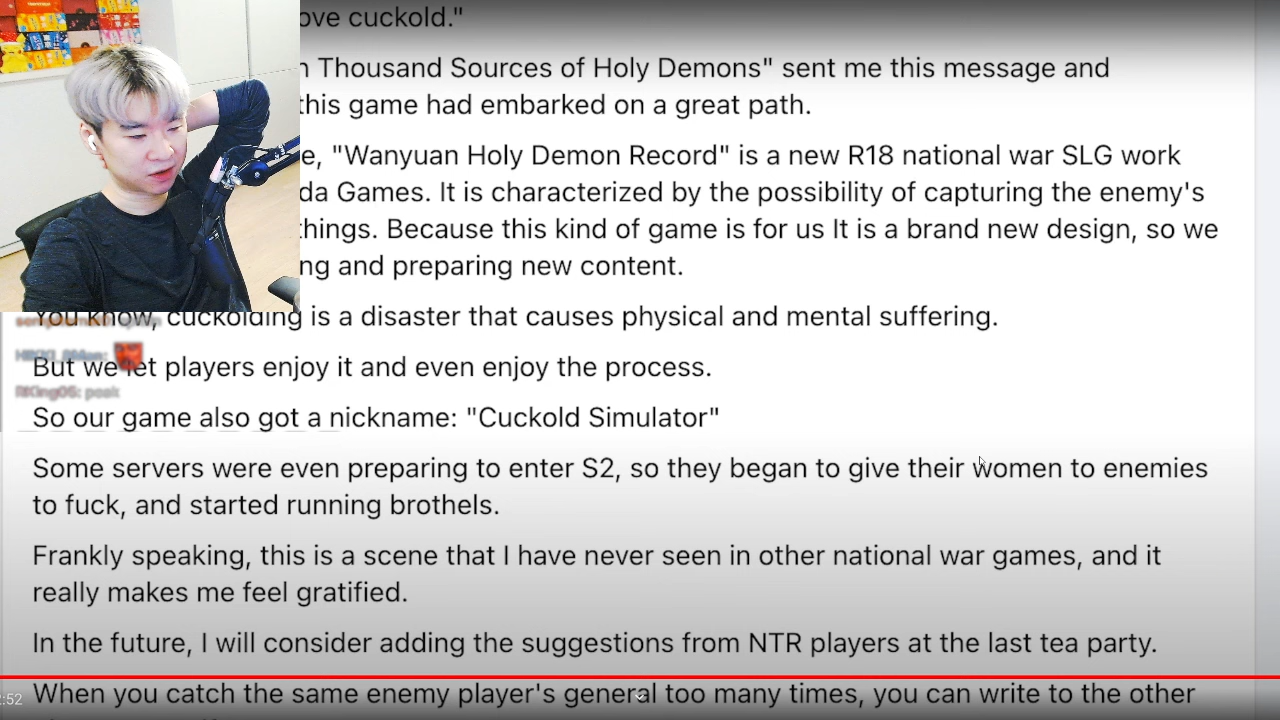 ove cuckold."
Thousand Sources of Holy Demons" sent me this message and
this game had embarked on a great path.
e, "Wanyuan Holy Demon Record" is a new R18 national war SLG work
da Games. It is characterized by the possibility of capturing the enemy's
things. Because this kind of game is for us It is a brand new design, so we
ng and preparing new content.
You know, cuckolding is a disaster that causes physical and mental suffering.
But we let players enjoy it and even enjoy the process.
So our game also got a nickname: "Cuckold Simulator"
Some servers were even preparing to enter S2, so they began to give their women to enemies
to fuck, and started running brothels.
Frankly speaking, this is a scene that I have never seen in other national war games, and it
really makes me feel gratified.
In the future, I will consider adding the suggestions from NTR players at the last tea party.
:52
When you catch the same enemy player's general too many times, you can write to the other